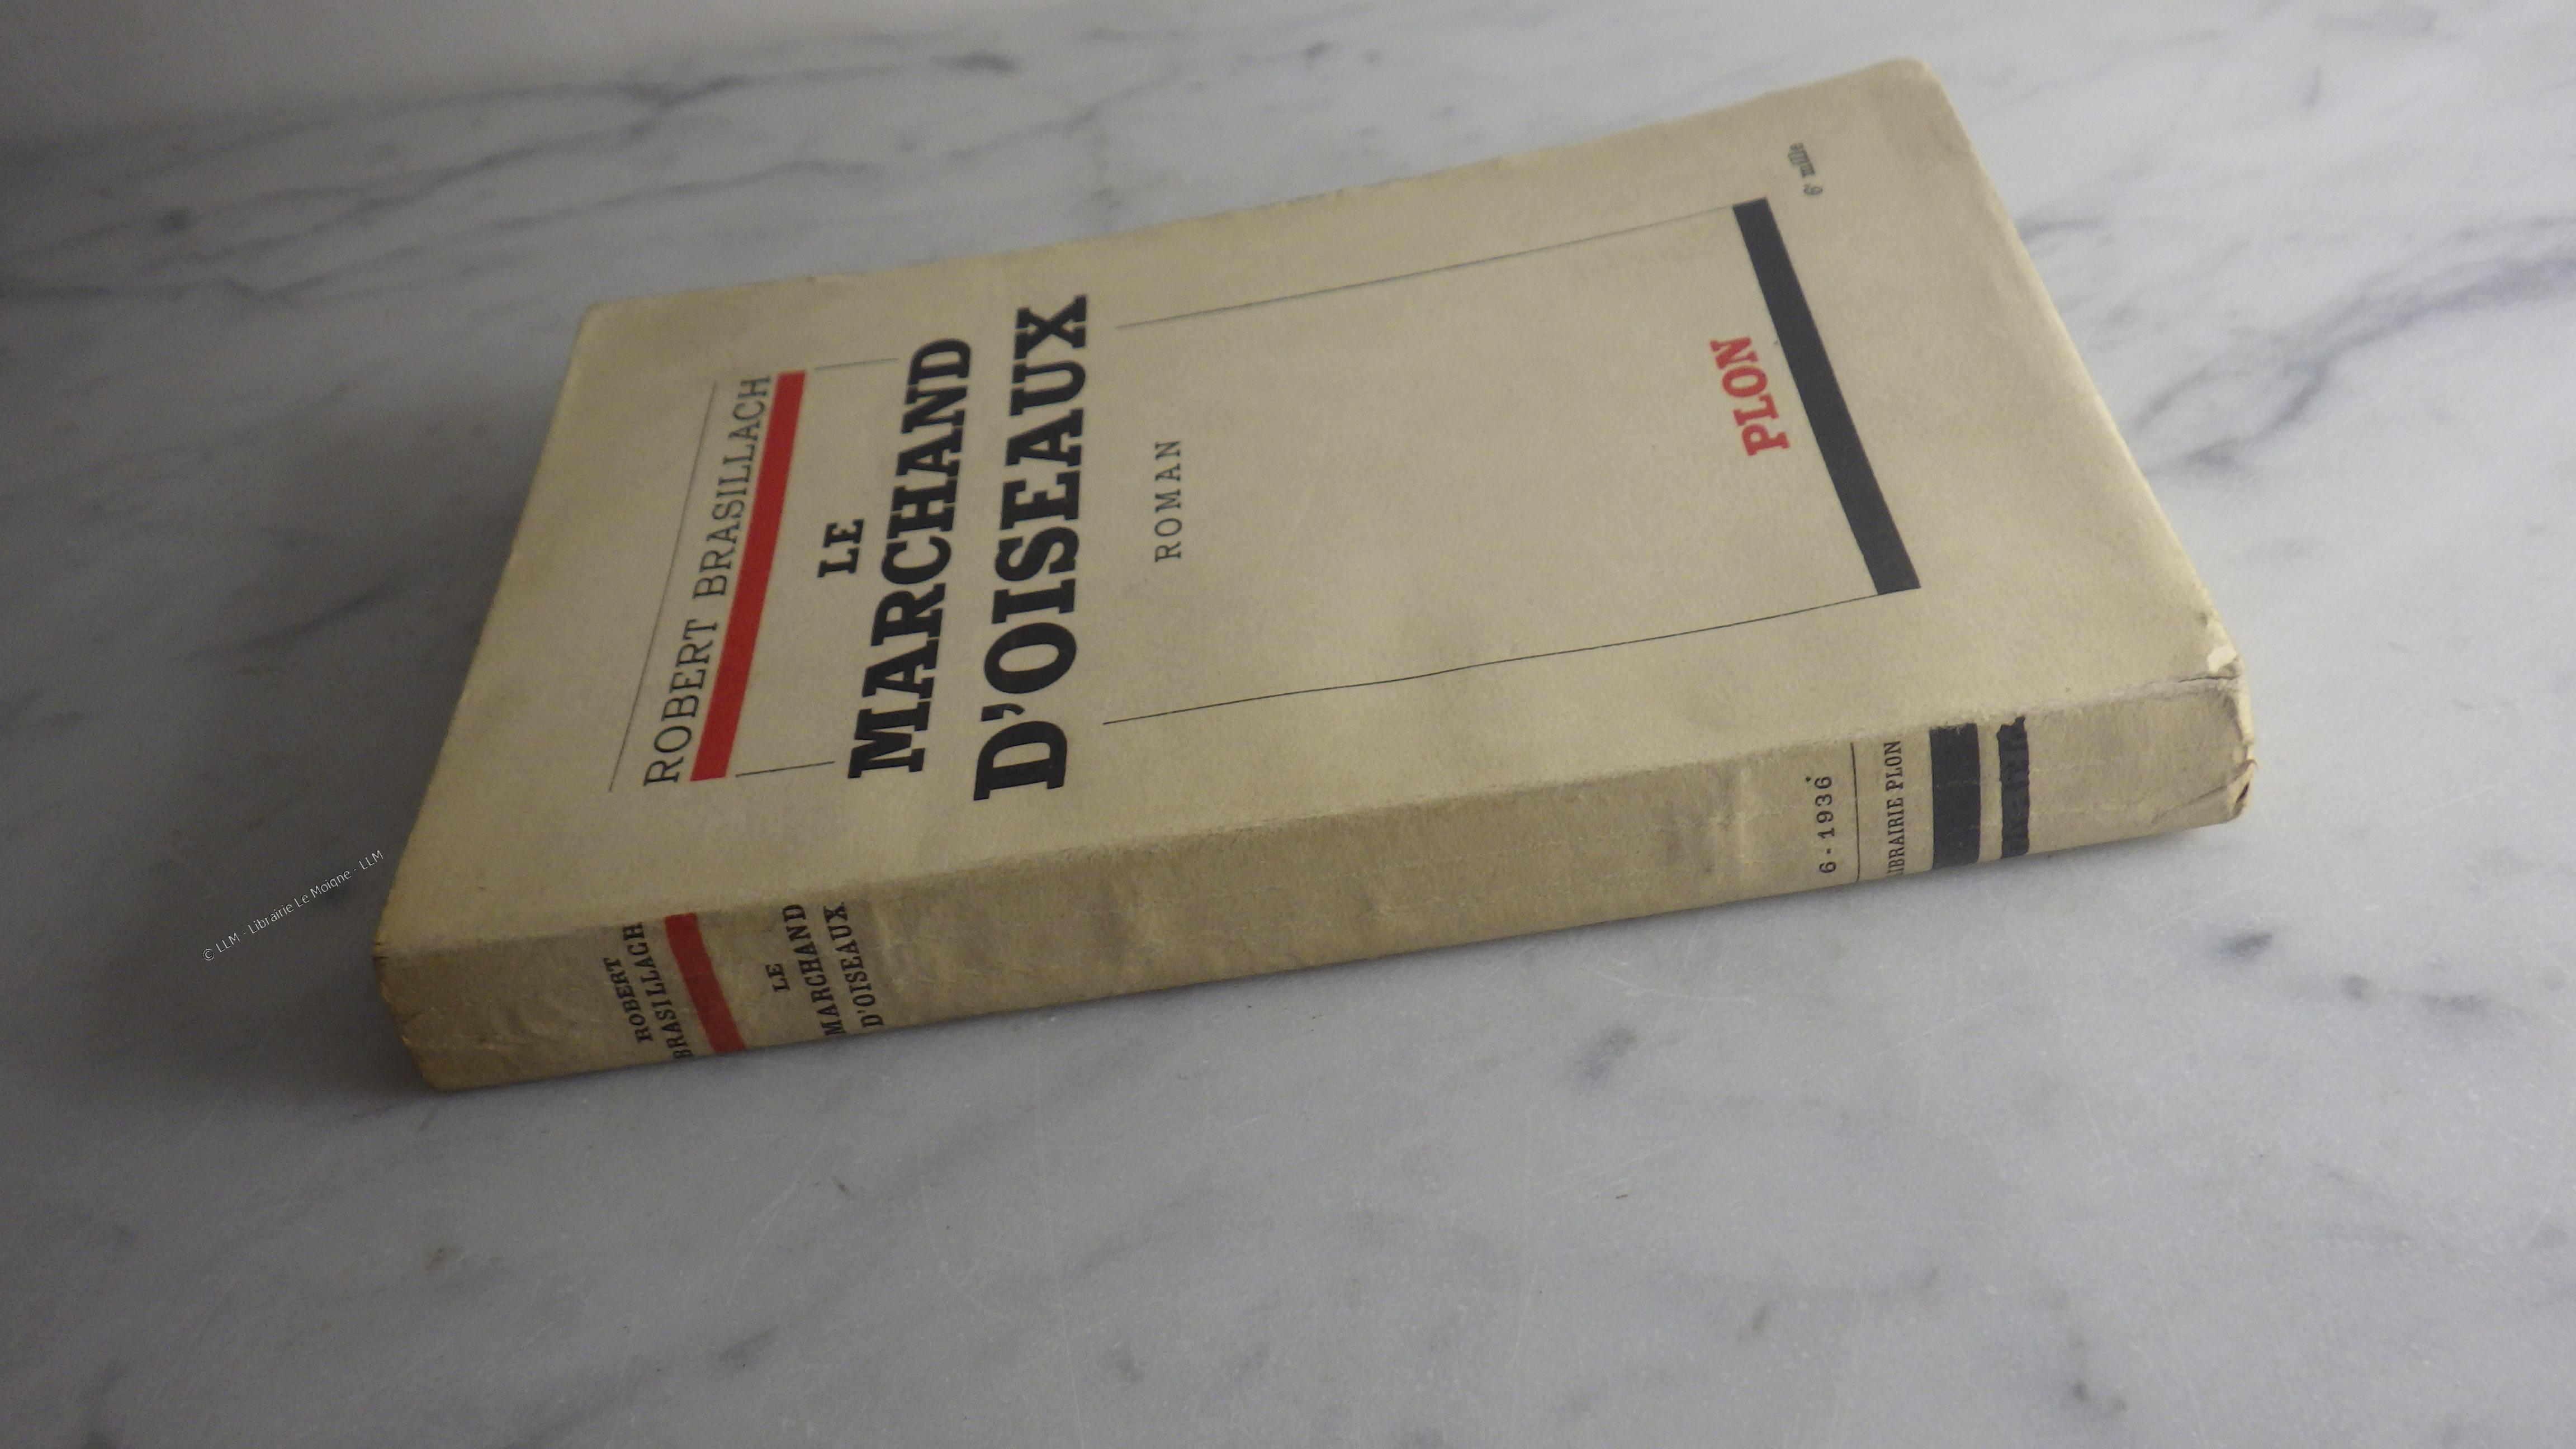 ROBERT BRASILLACH
LE
MARCHAND
D'OISEAUX
ROMAN
PLON
6e mille
ROBERT
BRASILLACH
LE
MARCHAND
D'OISEAUX
6-1936
LIBRAIRIE PLON
© LLM - Librairie Le Moigne - LLM